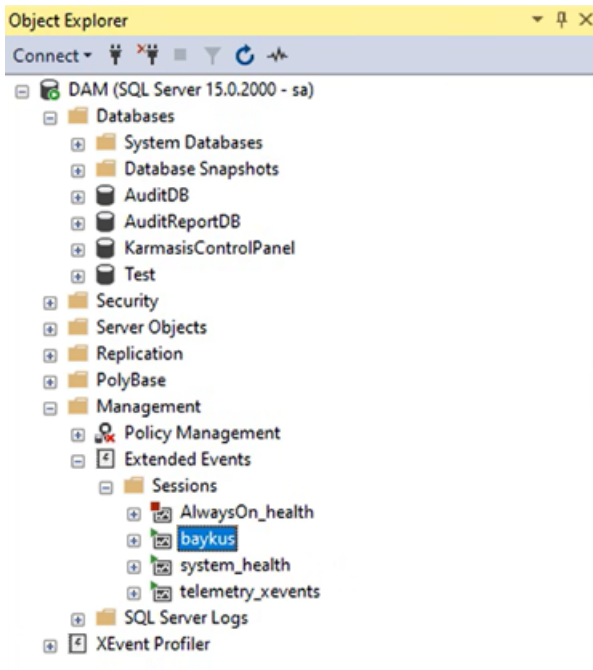 Object Explorer
Connect
DAM (SQL Server 15.0.2000 - sa)
Databases
System Databases
Database Snapshots
AuditDB
AuditReportDB
KarmasisControlPanel
Test
Security
Server Objects
Replication
PolyBase
Management
Policy Management
Extended Events
Sessions
AlwaysOn_health
baykus
system_health
telemetry_xevents
SQL Server Logs
XEvent Profiler